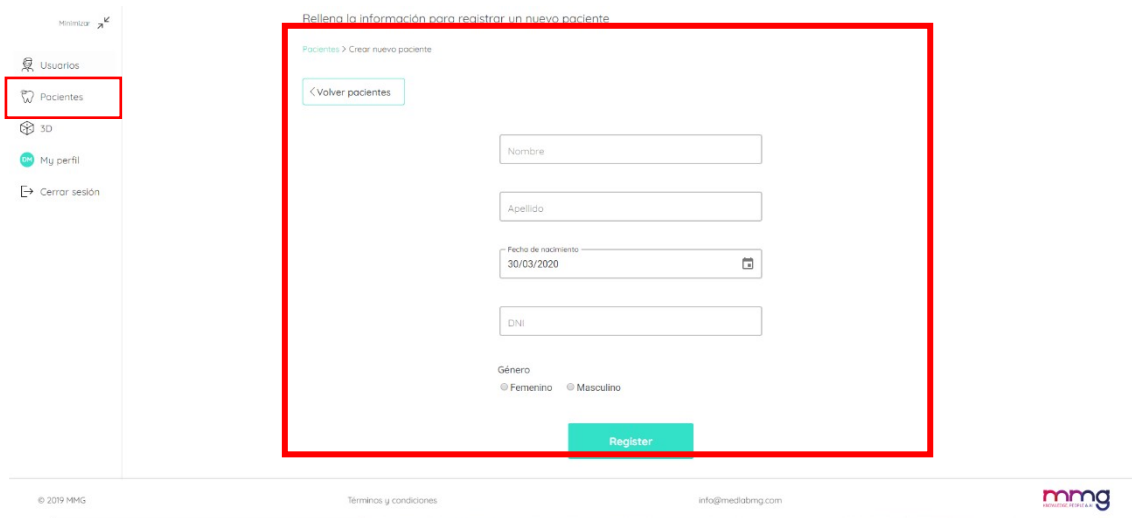 Minimizar
Usuarios
Pacientes
3D
DM
My perfil
Cerrar sesión
Rellena la información para registrar un nuevo paciente
Pacientes > Crear nuevo paciente
<Volver pacientes
Nombre
Apellido
Fecha de nacimiento
30/03/2020
DNI
Género
Femenino Masculino
Register
© 2019 MMG
Términos y condiciones
info@medlabmg.com
mmg